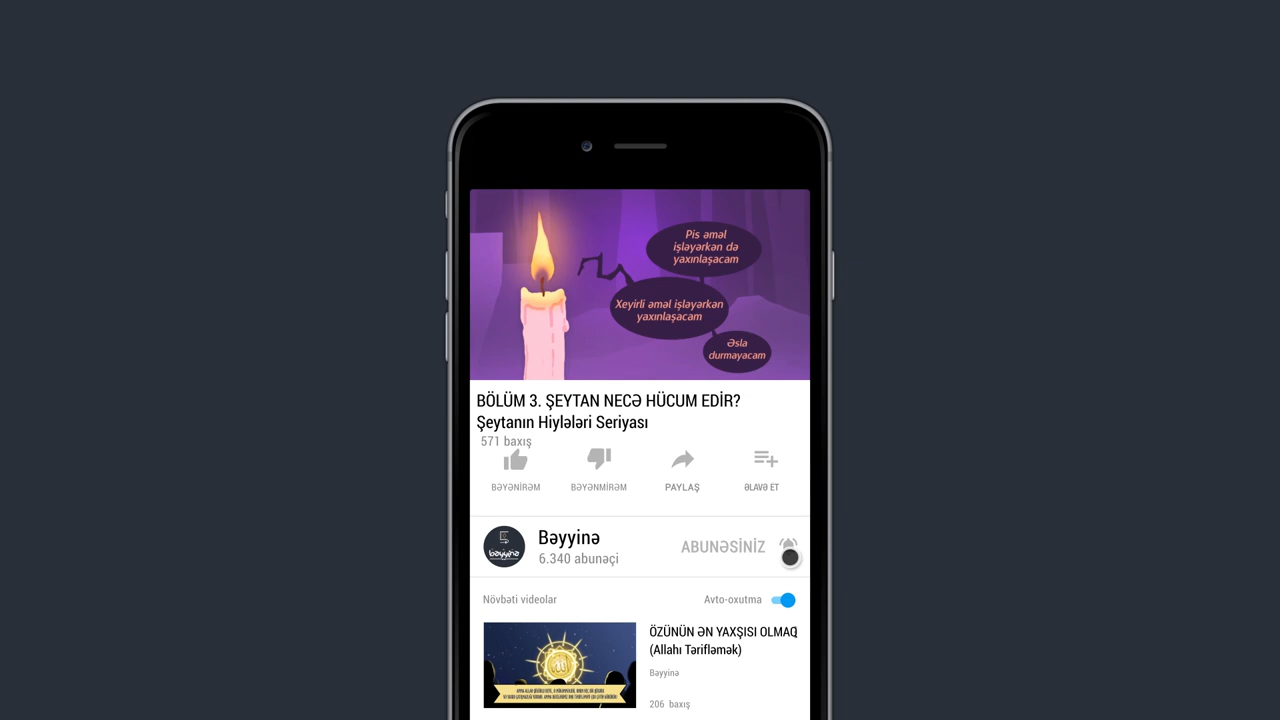 Pis əməl
işləyərkən də
yaxınlaşacam
Xeyirli əməl işləyərkən
yaxınlaşacam
Əsla
durmayacam
BÖLÜM 3. ŞEYTAN NECƏ HÜCUM EDİR?
Şeytanın Hiylələri Seriyası
571 baxış
BƏYƏNİRƏM
BƏYƏNMİRƏM
PAYLAŞ
ƏLAVƏ ET
bəyyinə
Bəyyinə
6.340 abunəçi
ABUNƏSİNİZ
Növbəti videolar
Avto-oxutma
ÖZÜNÜN ƏN YAXŞISI OLMAQ
(Allahı Tərifləmək)
Bəyyinə
206 baxış